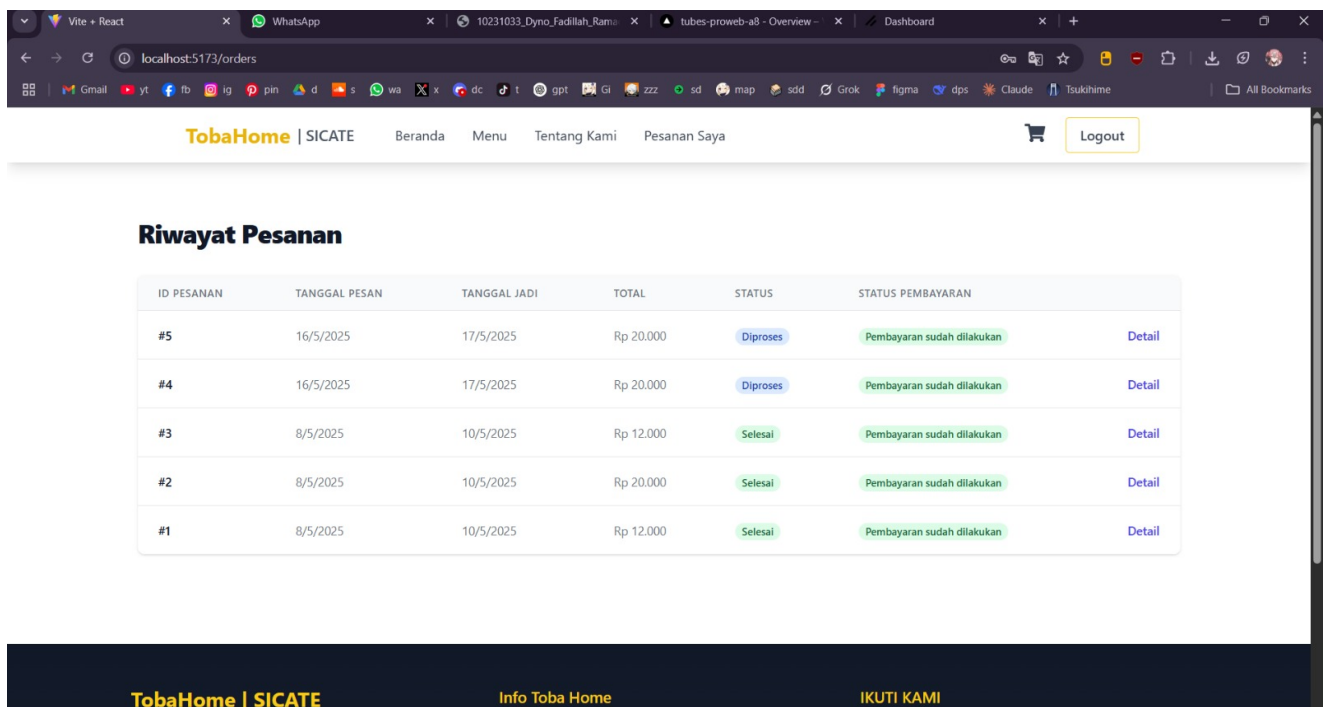 Vite + React
WhatsApp
10231033_Dyno_Fadillah_Rama
tubes-proweb-a8 - Overview –
Dashboard
localhost:5173/orders
Gmail yt fb ig pin d s wa x dc t gpt Gi zzz sd map sdd Grok figma dps Claude Tsukihime All Bookmarks
TobaHome | SICATE Beranda Menu Tentang Kami Pesanan Saya Logout
Riwayat Pesanan
ID PESANAN TANGGAL PESAN TANGGAL JADI TOTAL STATUS STATUS PEMBAYARAN
#5 16/5/2025 17/5/2025 Rp 20.000 Diproses Pembayaran sudah dilakukan Detail
#4 16/5/2025 17/5/2025 Rp 20.000 Diproses Pembayaran sudah dilakukan Detail
#3 8/5/2025 10/5/2025 Rp 12.000 Selesai Pembayaran sudah dilakukan Detail
#2 8/5/2025 10/5/2025 Rp 20.000 Selesai Pembayaran sudah dilakukan Detail
#1 8/5/2025 10/5/2025 Rp 12.000 Selesai Pembayaran sudah dilakukan Detail
TobaHome | SICATE Info Toba Home IKUTI KAMI